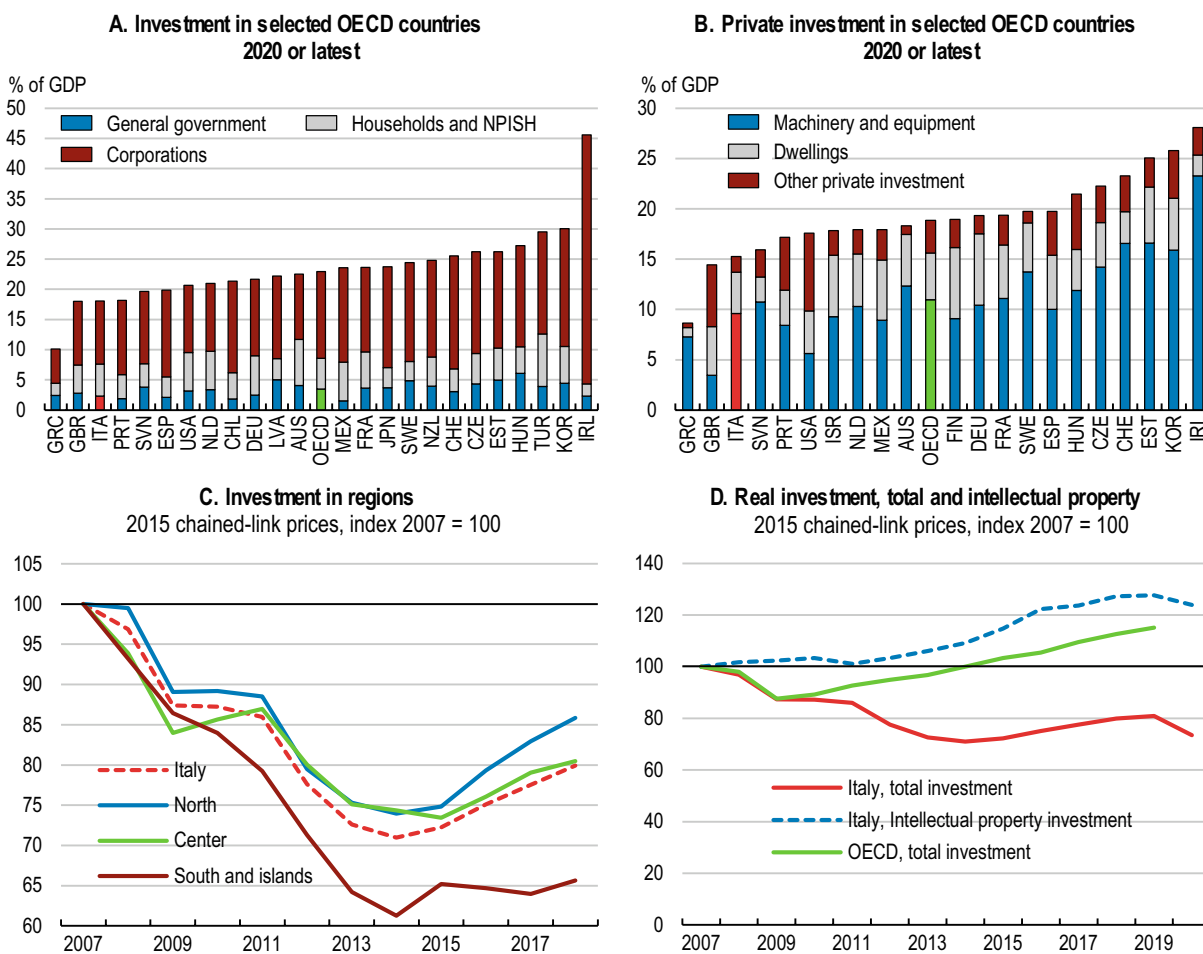 A. Investment in selected OECD countries
2020 or latest
% of GDP
50
45
40
35
30
25
20
15
10
5
0
General government
Households and NPISH
Corporations
GRC
GBR
ITA
PRT
SVN
ESP
USA
NLD
CHL
DEU
LVA
AUS
OECD
MEX
FRA
JPN
SWE
NZL
CHE
CZE
EST
HUN
TUR
KOR
IRL
B. Private investment in selected OECD countries
2020 or latest
% of GDP
30
25
20
15
10
5
0
Machinery and equipment
Dwellings
Other private investment
GRC
GBR
ITA
SVN
PRT
USA
ISR
NLD
MEX
AUS
OECD
FIN
DEU
FRA
SWE
ESP
HUN
CZE
CHE
EST
KOR
IRL
C. Investment in regions
2015 chained-link prices, index 2007 = 100
105
100
95
90
85
80
75
70
65
60
Italy
North
Center
South and islands
2007 2009 2011 2013 2015 2017
D. Real investment, total and intellectual property
2015 chained-link prices, index 2007 = 100
140
120
100
80
60
40
20
0
Italy, total investment
Italy, Intellectual property investment
OECD, total investment
2007 2009 2011 2013 2015 2017 2019